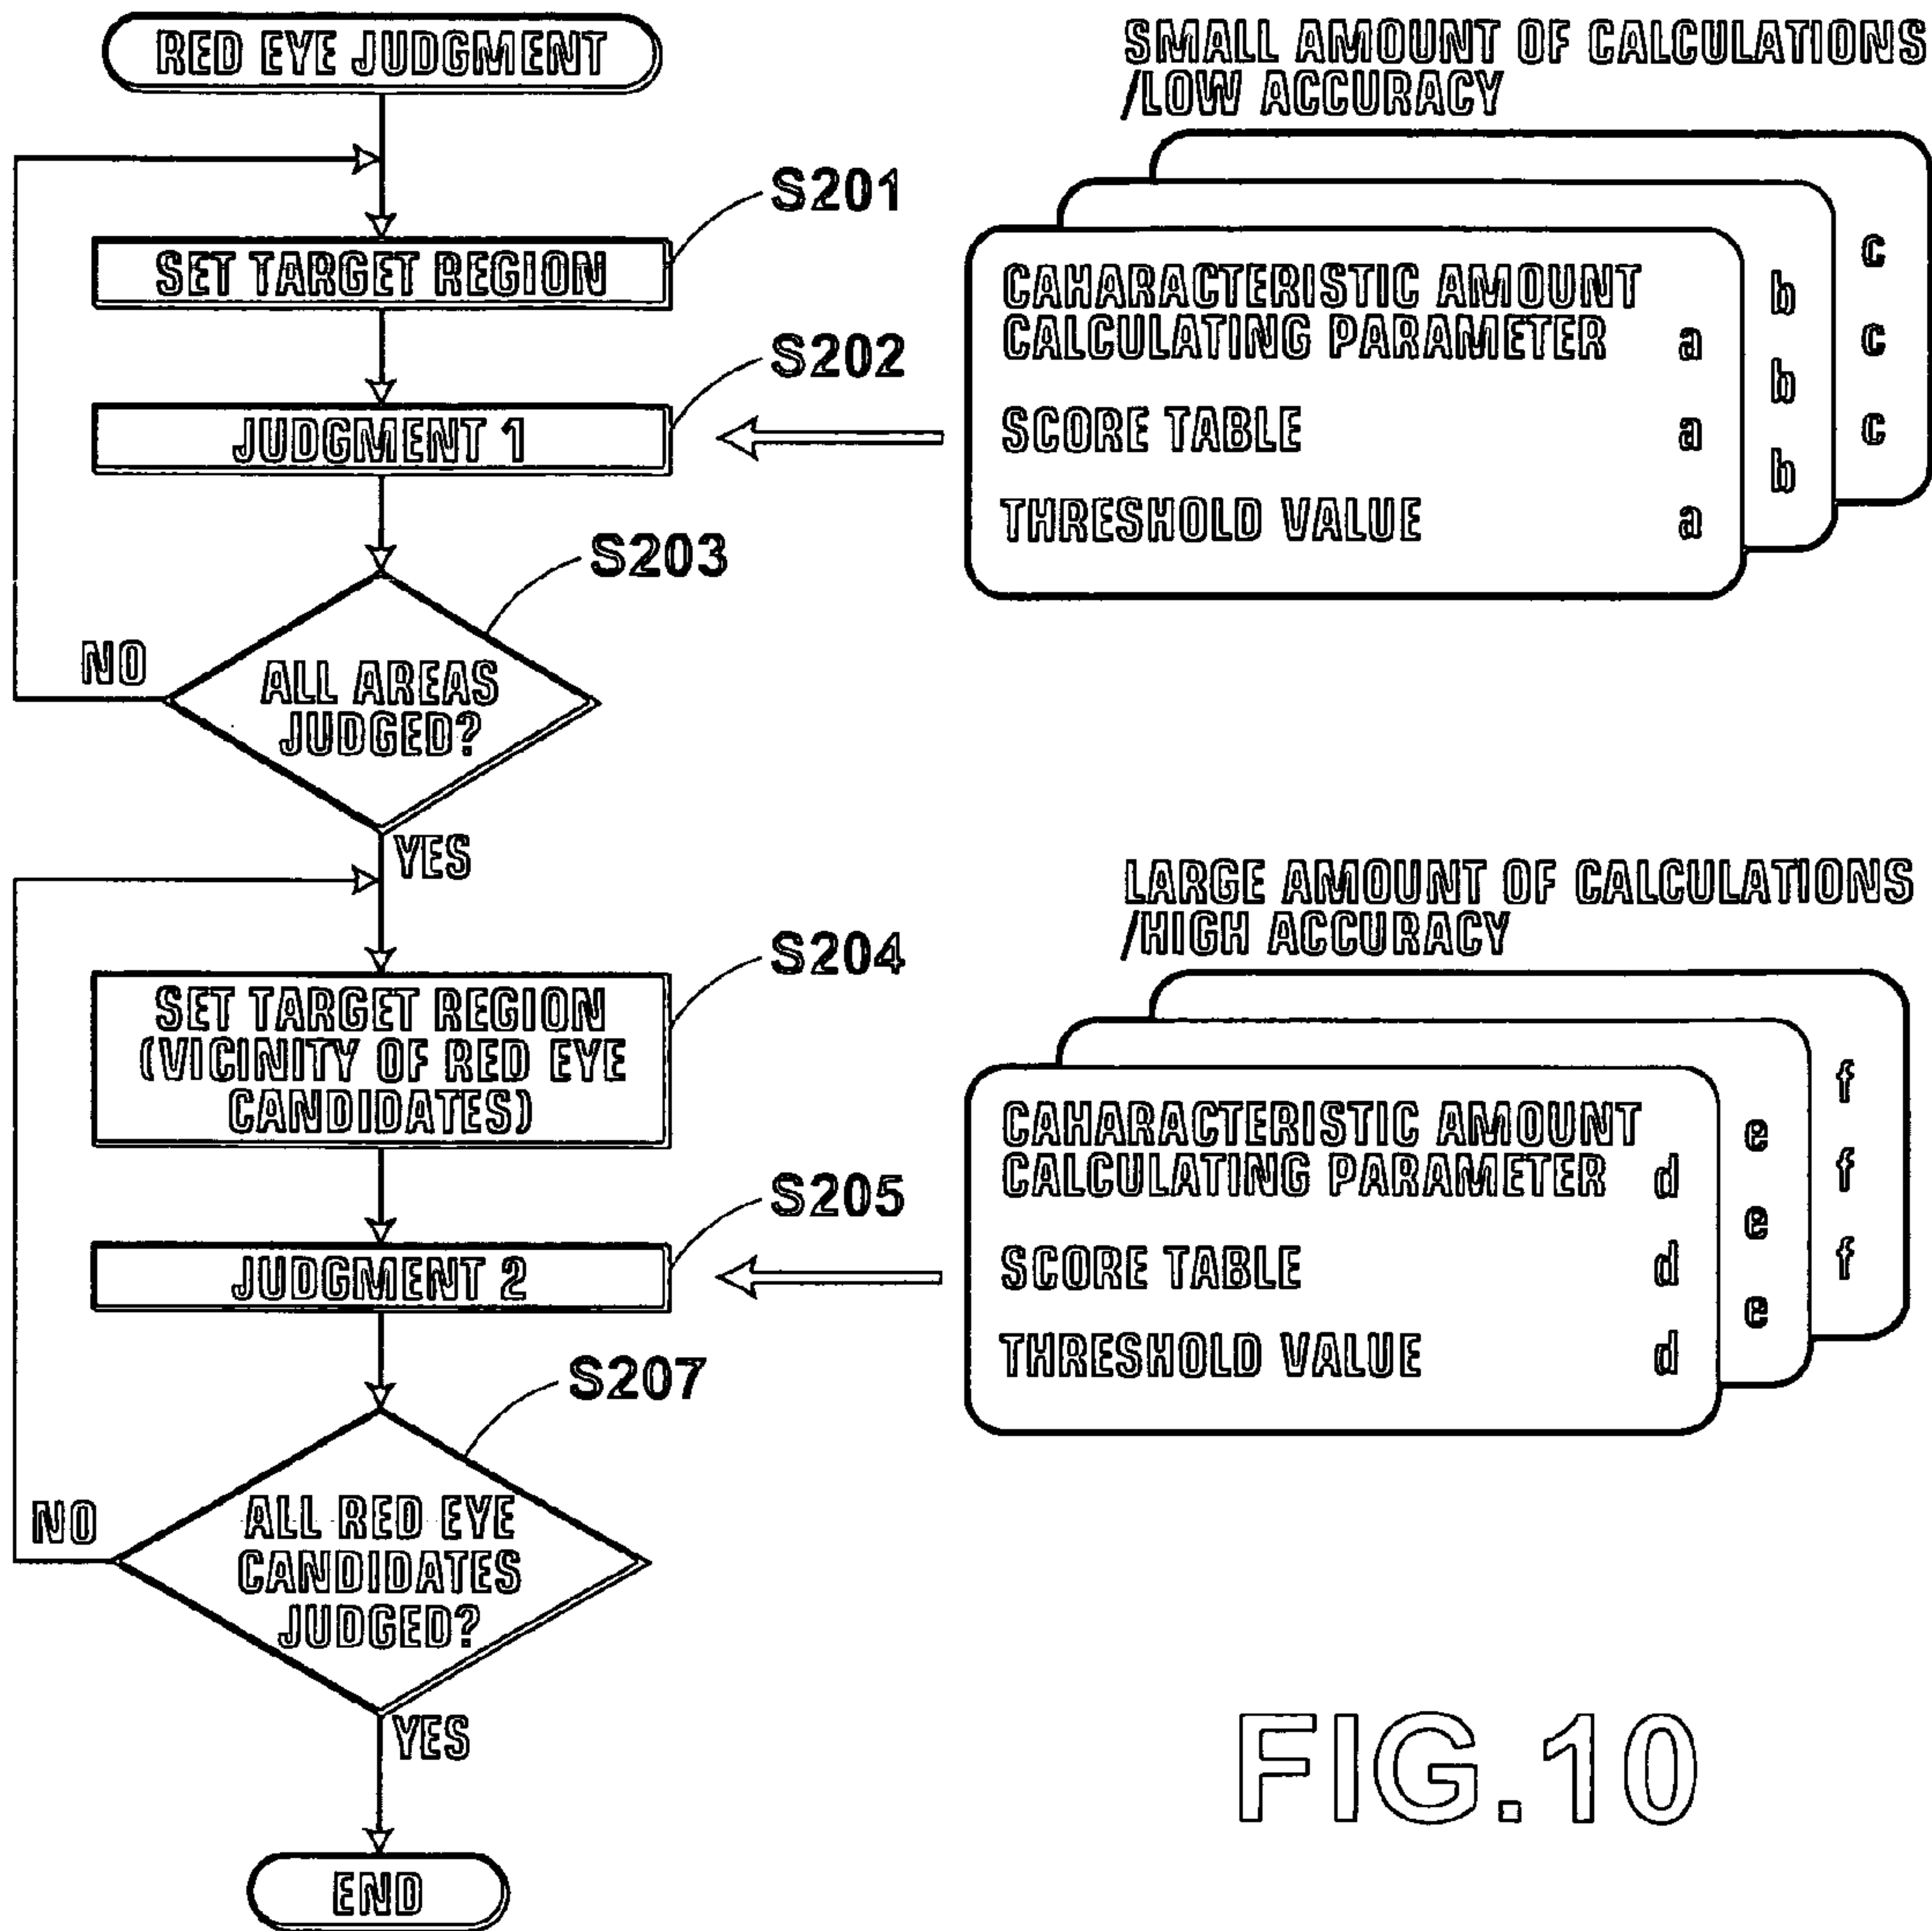 RED EYE JUDGMENT
S201
SET TARGET REGION
S202
JUDGMENT 1
S203
NO
ALL AREAS
JUDGED?
YES
S204
SET TARGET REGION
(VICINITY OF RED EYE
CANDIDATES)
S205
JUDGMENT 2
S207
NO
ALL RED EYE
CANDIDATES
JUDGED?
YES
END
SMALL AMOUNT OF CALCULATIONS
/LOW ACCURACY
CAHARACTERISTIC AMOUNT
CALCULATING PARAMETER a
SCORE TABLE a
THRESHOLD VALUE a
b
b
b
c
c
c
LARGE AMOUNT OF CALCULATIONS
/HIGH ACCURACY
CAHARACTERISTIC AMOUNT
CALCULATING PARAMETER d
SCORE TABLE d
THRESHOLD VALUE d
e
e
e
f
f
f
FIG.10